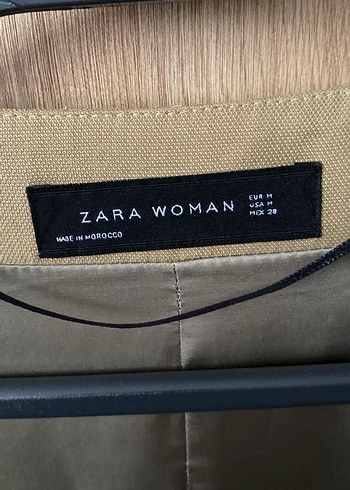 ZARA WOMAN
EUR M
USA M
MEX 28
MADE IN MOROCCO